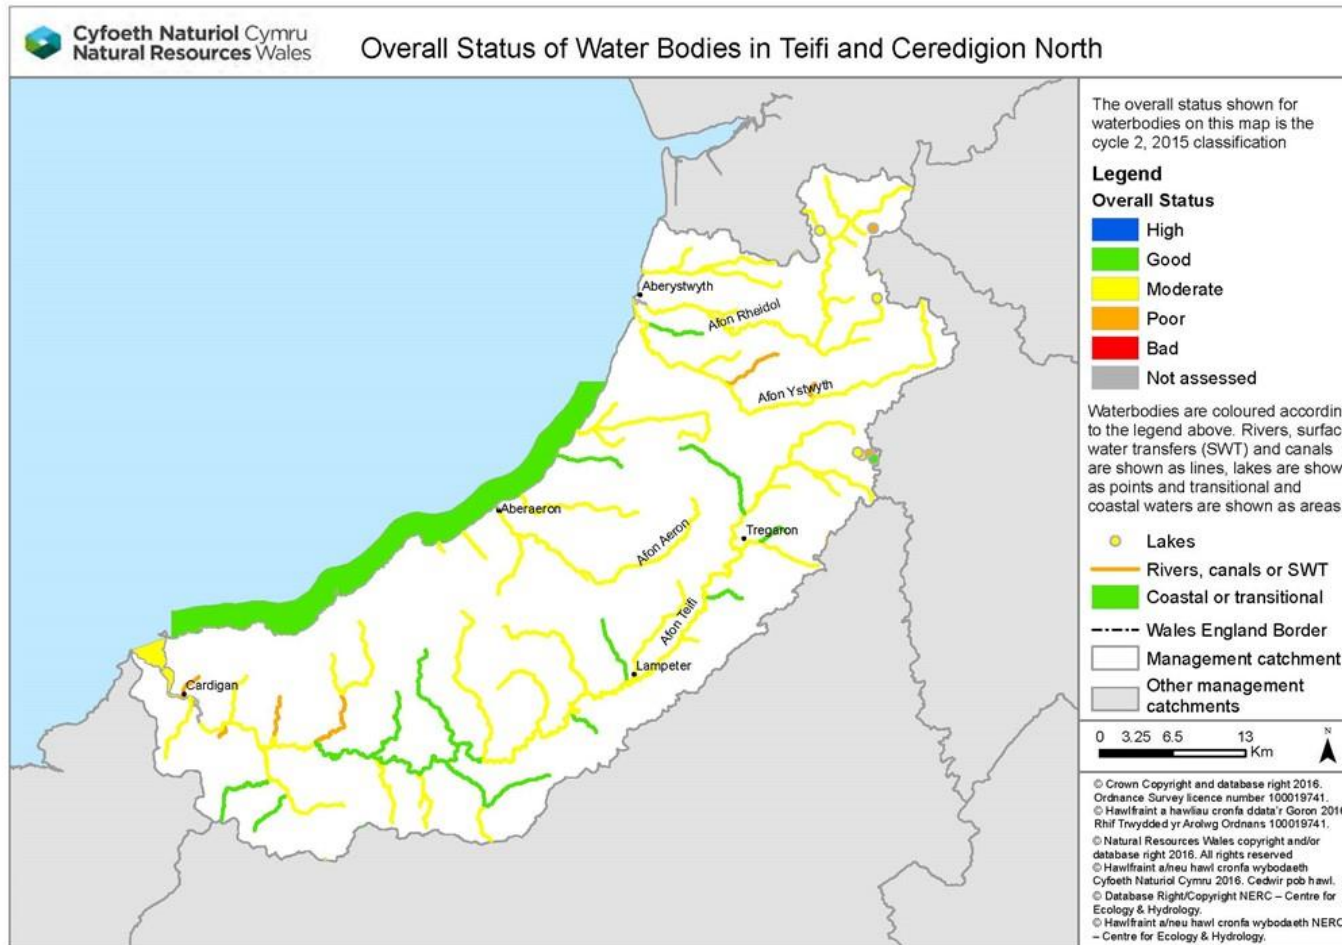 Cyfoeth Naturiol Cymru
Natural Resources Wales
Overall Status of Water Bodies in Teifi and Ceredigion North
The overall status shown for
waterbodies on this map is the
cycle 2, 2015 classification
Legend
Overall Status
High
Good
Moderate
Poor
Bad
Not assessed
Waterbodies are coloured accordin
to the legend above. Rivers, surfac
water transfers (SWT) and canals
are shown as lines, lakes are show
as points and transitional and
coastal waters are shown as areas
Lakes
Rivers, canals or SWT
Coastal or transitional
Wales England Border
Management catchment
Other management
catchments
0 3.25 6.5 13
Km
N
© Crown Copyright and database right 2016.
Ordnance Survey licence number 100019741.
© Hawlfraint a hawliau cronfa ddata'r Goron 2016
Rhif Trwydded yr Arolwg Ordnans 100019741.
© Natural Resources Wales copyright and/or
database right 2016. All rights reserved
© Hawlfraint a/neu hawl cronfa wybodaeth
Cyfoeth Naturiol Cymru 2016. Cedwir pob hawl.
© Database Right/Copyright NERC – Centre for
Ecology & Hydrology.
© Hawlfraint a/neu hawl cronfa wybodaeth NERC
– Centre for Ecology & Hydrology.
Aberystwyth
Afon Rheidol
Afon Ystwyth
Aberaeron
Afon Aeron
Tregaron
Afon Teifi
Lampeter
Cardigan